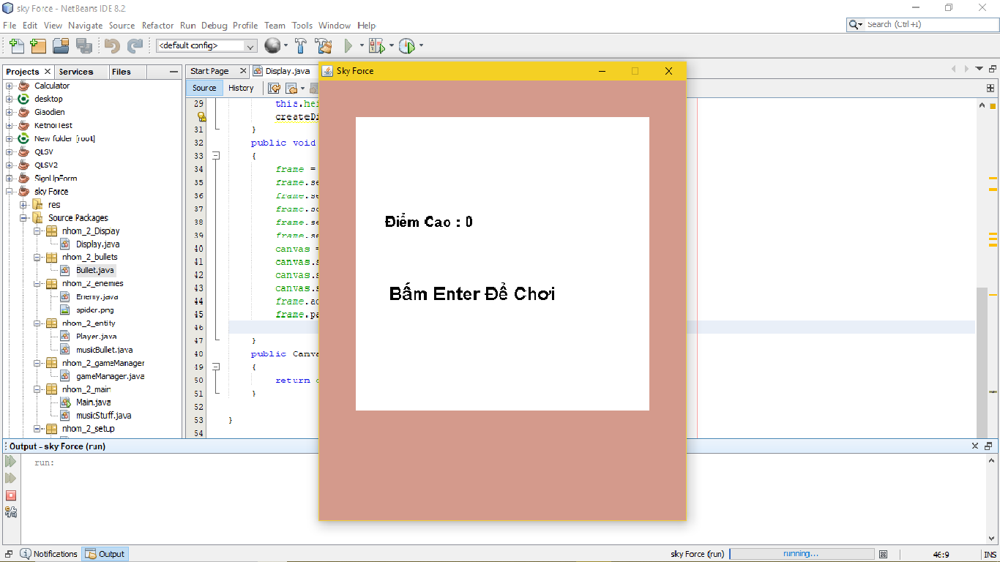 sky Force - NetBeans IDE 8.2
File Edit View Navigate Source Refactor Run Debug Profile Team Tools Window Help
Search (Ctrl+I)
<default config>
Projects Services Files
Start Page Display.java
Source History
Calculator
desktop
Giaodien
KetnoiTest
New folder [root]
QLSV
QLSV2
SignUpForm
sky Force
res
Source Packages
nhom_2_Display
Display.java
nhom_2_bullets
Bullet.java
nhom_2_enemies
Enemy.java
spider.png
nhom_2_entity
Player.java
musicBullet.java
nhom_2_gameManager
gameManager.java
nhom_2_main
Main.java
musicStuff.java
nhom_2_setup
29 this.hei
createDi
31 }
32 public void
33 {
34 frame =
35 frame.se
36 frame.se
37 frame.se
38 frame.se
39 frame.se
40 canvas =
41 canvas.s
42 canvas.s
43 canvas.s
44 frame.ad
45 frame.pa
46
47 }
48 public Canva
49 {
50 return
51 }
52
53 }
54
Sky Force
Điểm Cao : 0
Bấm Enter Để Chơi
Output - sky Force (run)
run:
Notifications Output
sky Force (run) running... 46:9 INS